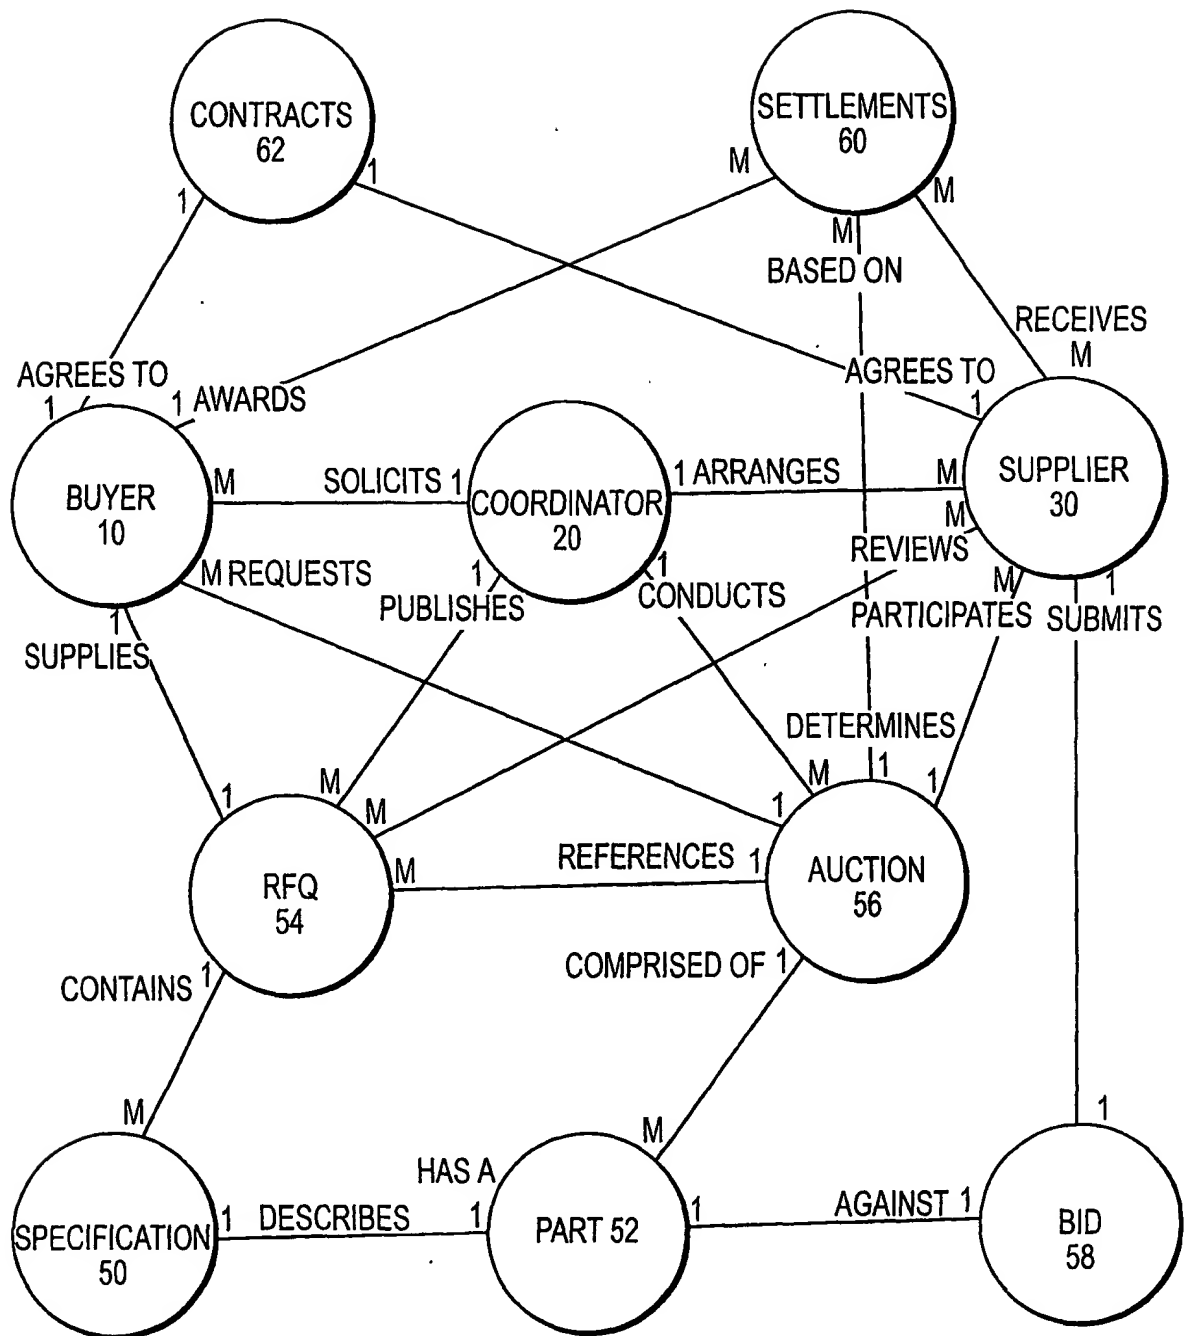 CONTRACTS
62
SETTLEMENTS
60
1
1
M
M
M
BASED ON
RECEIVES
M
AGREES TO
1
1 AWARDS
AGREES TO
1
BUYER
10
M
SOLICITS 1
COORDINATOR
20
1 ARRANGES
M
SUPPLIER
30
M
REVIEWS
M REQUESTS
1
PUBLISHES
1
CONDUCTS
M
PARTICIPATES
1
SUBMITS
1
SUPPLIES
DETERMINES
1
M
M
1
M
1
1
RFQ
54
M
REFERENCES 1
AUCTION
56
CONTAINS 1
COMPRISED OF 1
M
M
1
SPECIFICATION
50
1 DESCRIBES
HAS A
1
PART 52
1
AGAINST 1
BID
58